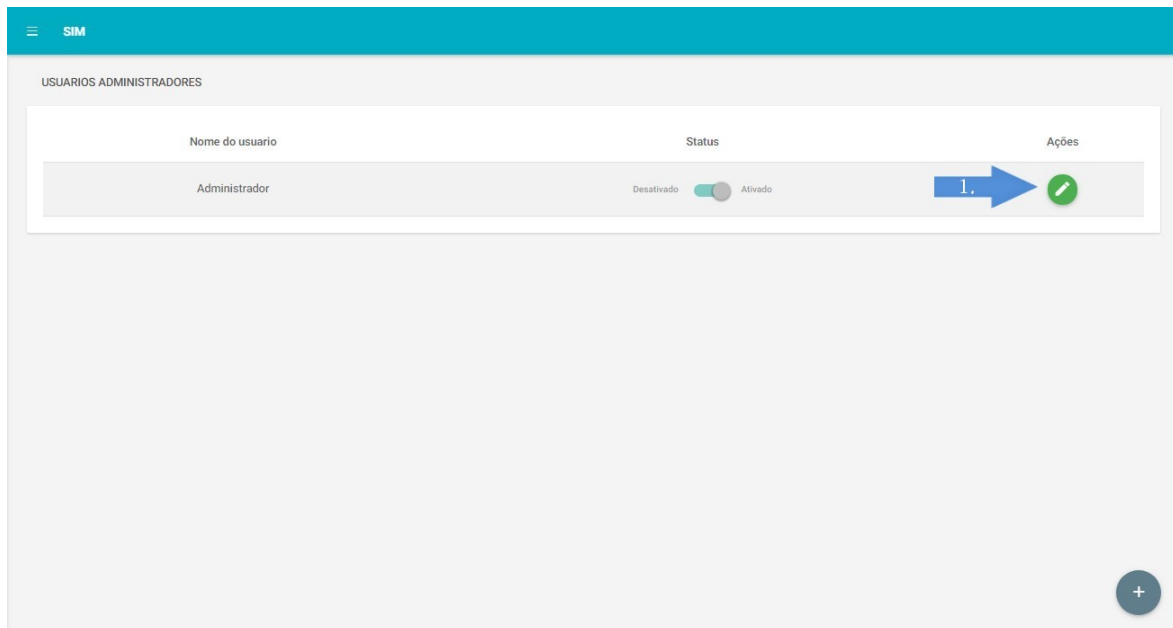 SIM
USUARIOS ADMINISTRADORES
Nome do usuario Status Ações
Administrador Desativado Ativado 1.